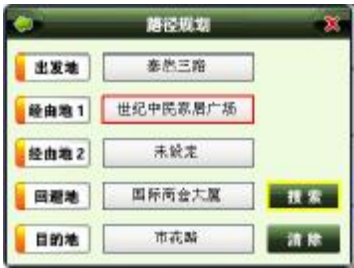 路径规划
出发地 泰然三路
经由地1 世纪中民家居广场
经由地2 未设定
回避地 国际商会大厦 搜索
目的地 市花路 清除